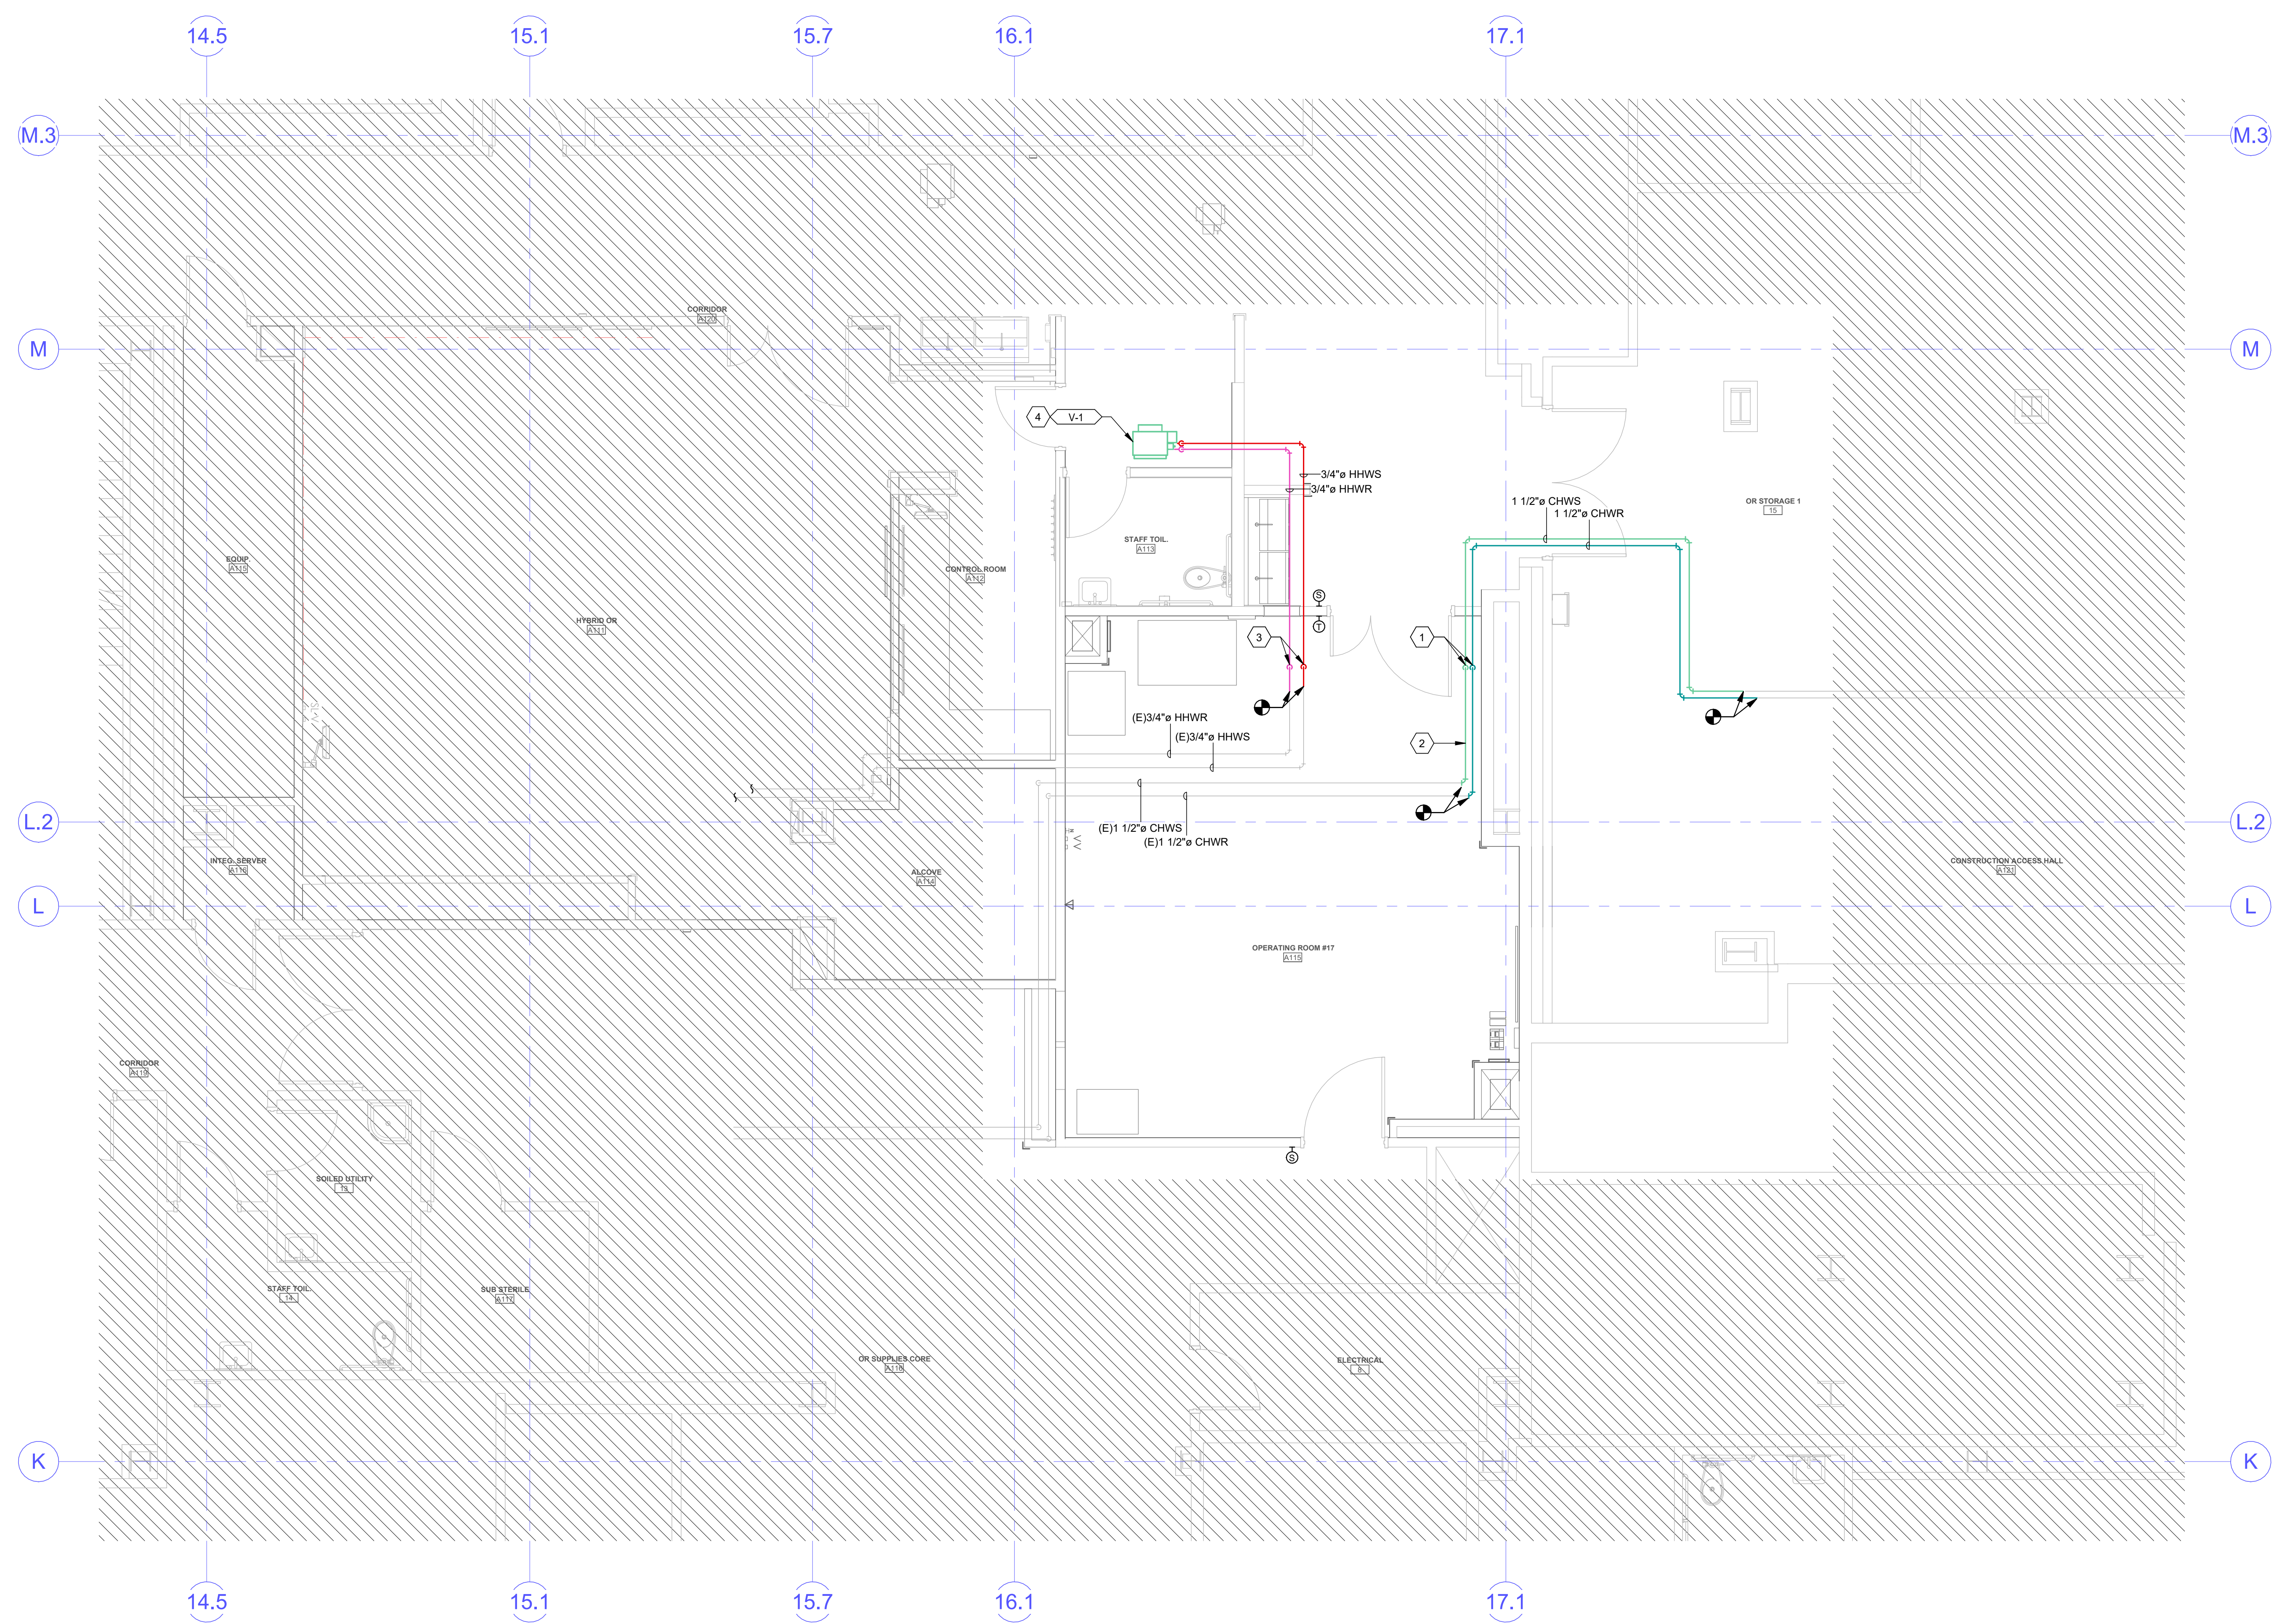 14.5
15.1
15.7
16.1
17.1
M.3
M.3
CORRIDOR
A120
M
M
4
V-1
3/4"ø HHWS
3/4"ø HHWR
1 1/2"ø CHWS
1 1/2"ø CHWR
OR STORAGE 1
15
STAFF TOIL.
A113
EQUIP.
A115
CONTROL ROOM
A112
HYBRID OR
A111
S
T
3
1
(E)3/4"ø HHWR
(E)3/4"ø HHWS
2
(E)1 1/2"ø CHWS
(E)1 1/2"ø CHWR
L.2
L.2
INTEG. SERVER
A116
ALCOVE
A114
CONSTRUCTION ACCESS HALL
A121
L
L
OPERATING ROOM #17
A115
CORRIDOR
A119
S
SOILED UTILITY
13
STAFF TOIL.
14
SUB STERILE
A117
OR SUPPLIES CORE
A118
ELECTRICAL
8
K
K
14.5
15.1
15.7
16.1
17.1